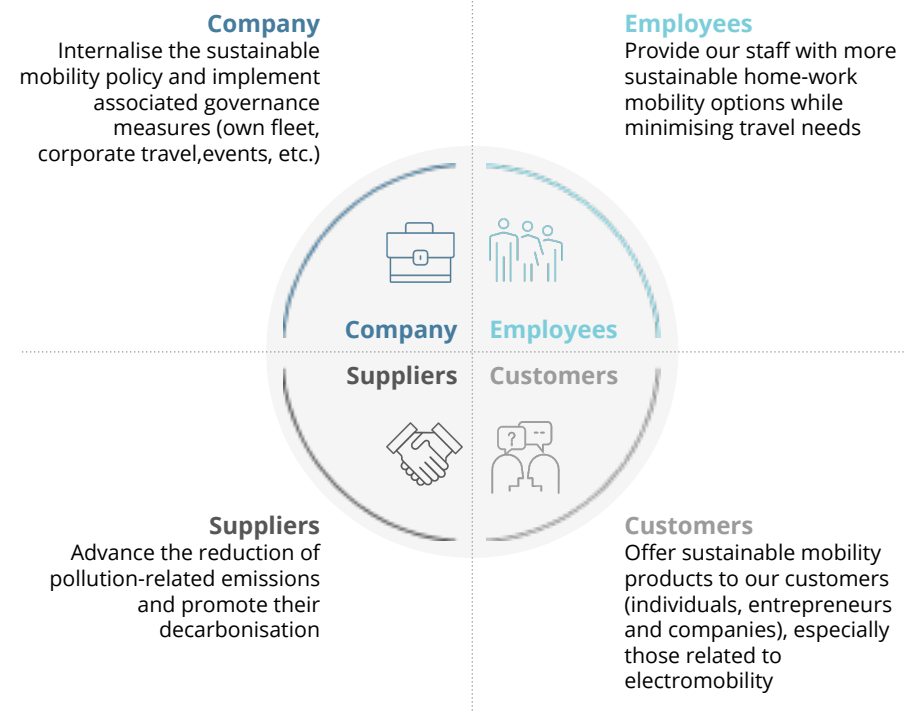 Company
Internalise the sustainable
mobility policy and implement
associated governance
measures (own fleet,
corporate travel,events, etc.)
Employees
Provide our staff with more
sustainable home-work
mobility options while
minimising travel needs
Company
Employees
Suppliers
Customers
?
--
Suppliers
Advance the reduction of
pollution-related emissions
and promote their
decarbonisation
Customers
Offer sustainable mobility
products to our customers
(individuals, entrepreneurs
and companies), especially
those related to
electromobility